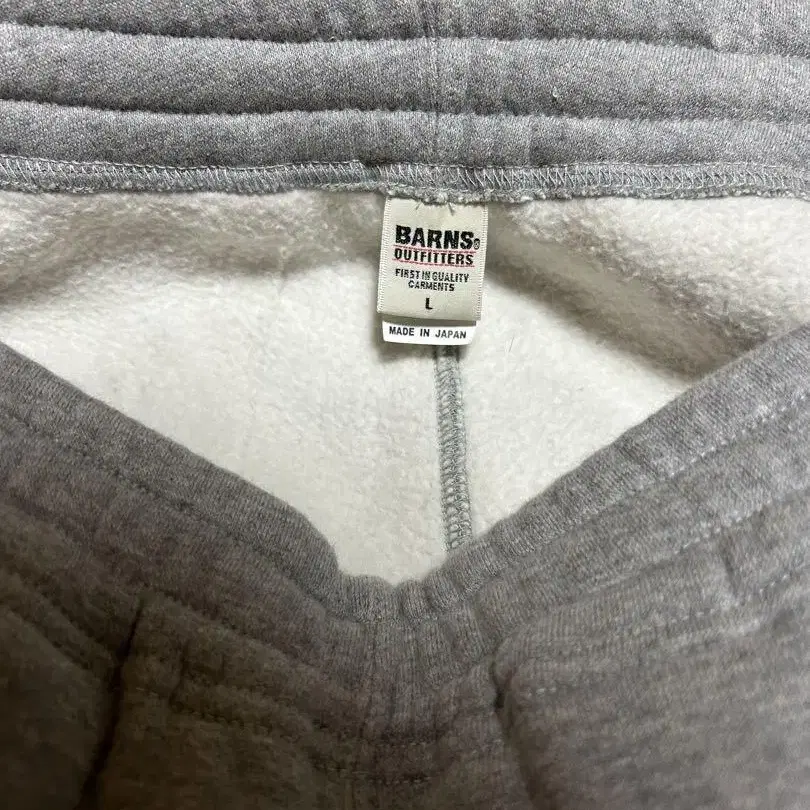 BARNS®
OUTFITTERS
FIRST IN QUALITY
GARMENTS
L
MADE IN JAPAN